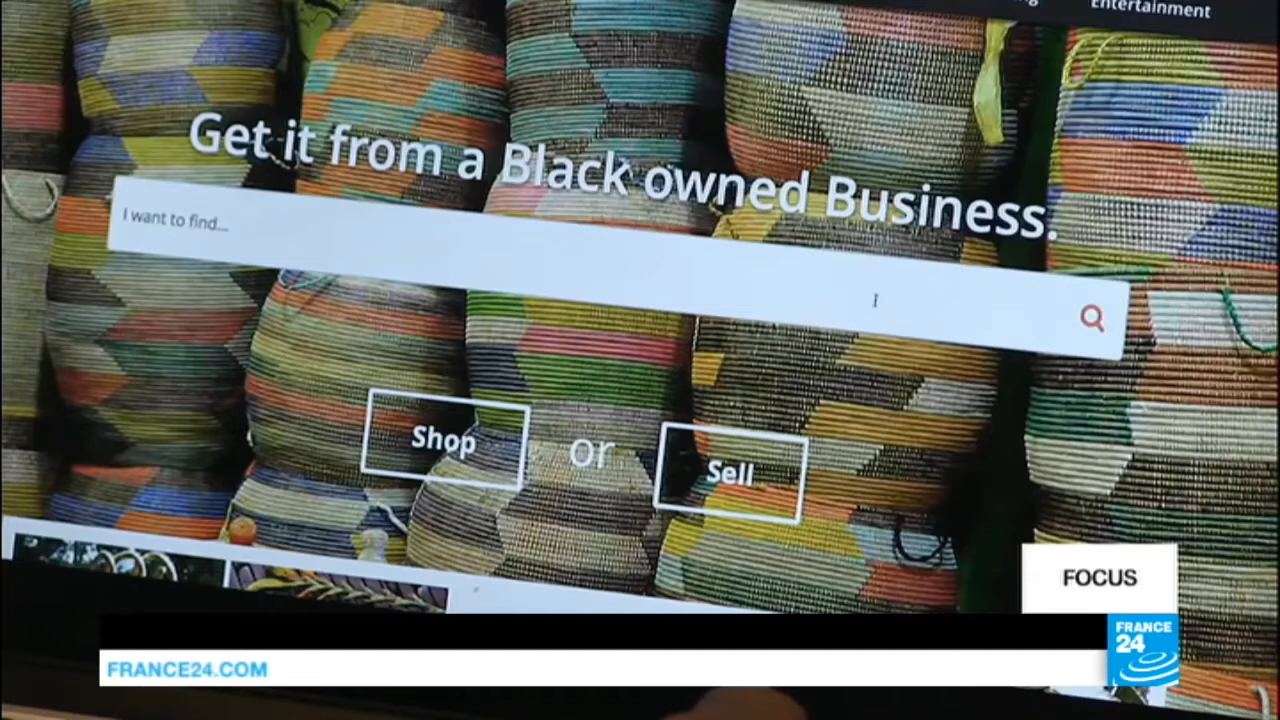 Entertainment
Get it from a Black owned Business.
I want to find...
Shop
or
Sell
FOCUS
FRANCE
24
FRANCE24.COM